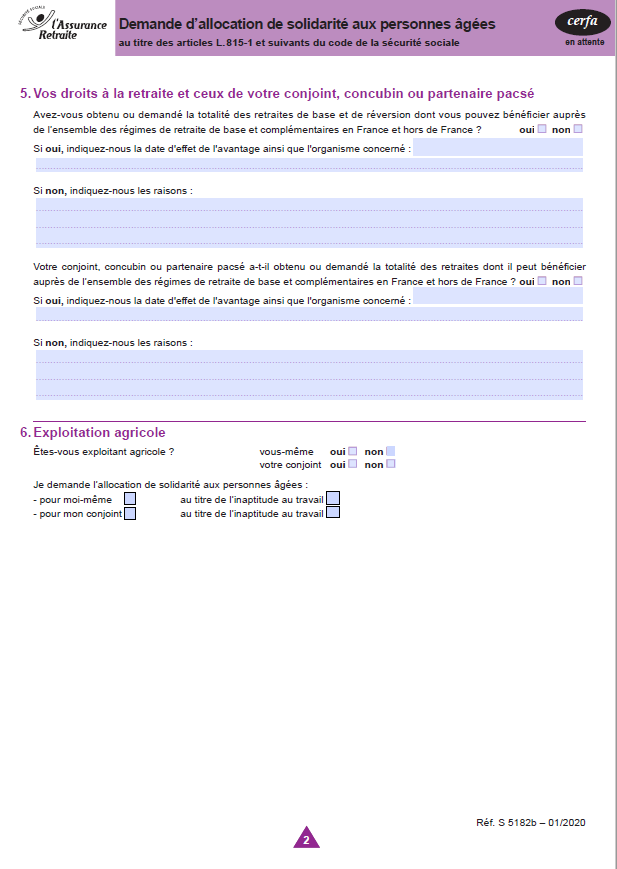 SÉCURITÉ SOCIALE
l'Assurance
Retraite
Demande d'allocation de solidarité aux personnes âgées
au titre des articles L. 815-1 et suivants du code de la sécurité sociale
cerfa
en attente
5. Vos droits à la retraite et ceux de votre conjoint, concubin ou partenaire pacsé
Avez-vous obtenu ou demandé la totalité des retraites de base et de réversion dont vous pouvez bénéficier auprès
de l'ensemble des régimes de retraite de base et complémentaires en France et hors de France ? oui non
Si oui, indiquez-nous la date d'effet de l'avantage ainsi que l'organisme concerné :
Si non, indiquez-nous les raisons :
Votre conjoint, concubin ou partenaire pacsé a-t-il obtenu ou demandé la totalité des retraites dont il peut bénéficier
auprès de l'ensemble des régimes de retraite de base et complémentaires en France et hors de France ? oui non
Si oui, indiquez-nous la date d'effet de l'avantage ainsi que l'organisme concerné :
Si non, indiquez-nous les raisons :
6. Exploitation agricole
Êtes-vous exploitant agricole ? vous-même oui non
votre conjoint oui non
Je demande l'allocation de solidarité aux personnes âgées :
- pour moi-même au titre de l'inaptitude au travail
- pour mon conjoint au titre de l'inaptitude au travail
Réf. S 5182b – 01/2020
2